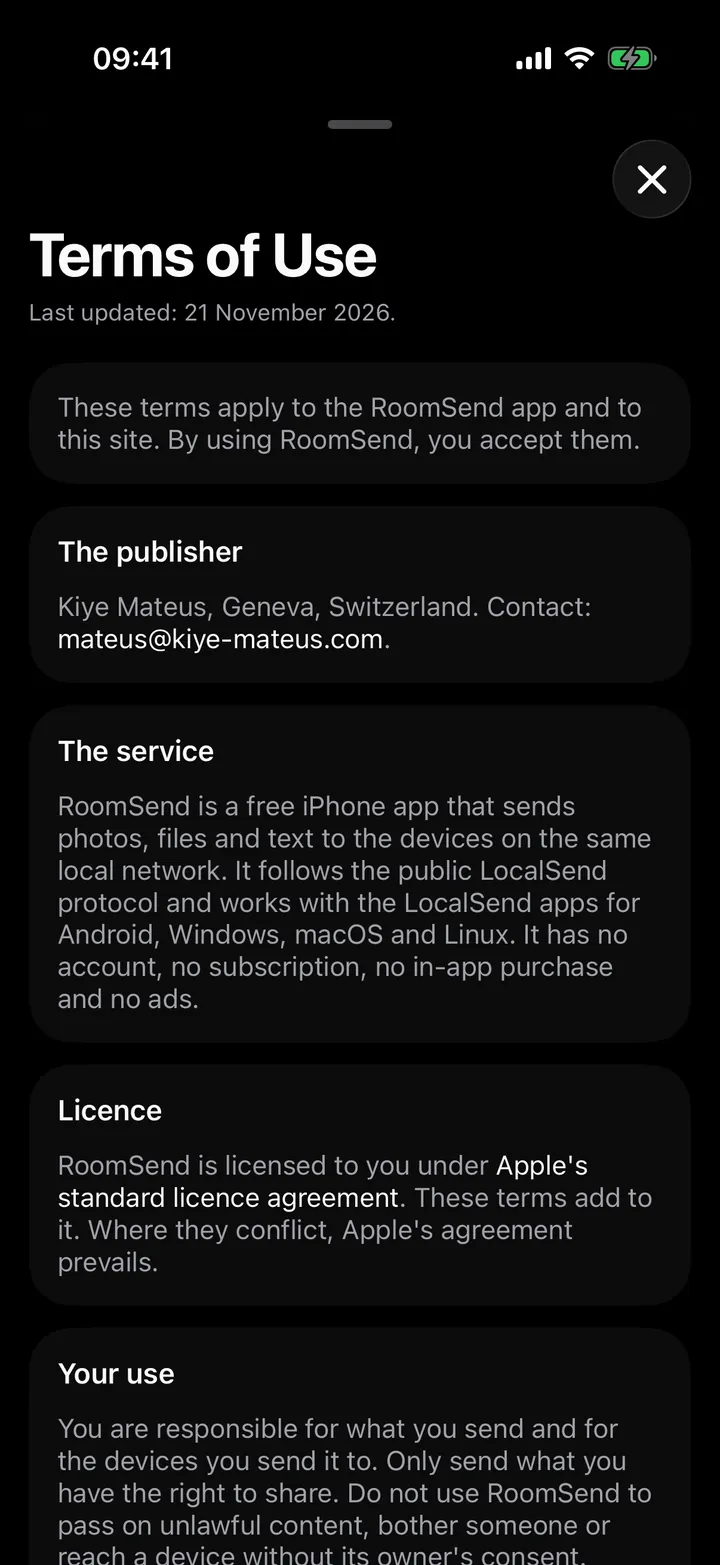 09:41
Terms of Use
Last updated: 21 November 2026.
These terms apply to the RoomSend app and to
this site. By using RoomSend, you accept them.
The publisher
Kiye Mateus, Geneva, Switzerland. Contact:
mateus@kiye-mateus.com.
The service
RoomSend is a free iPhone app that sends
photos, files and text to the devices on the same
local network. It follows the public LocalSend
protocol and works with the LocalSend apps for
Android, Windows, macOS and Linux. It has no
account, no subscription, no in-app purchase
and no ads.
Licence
RoomSend is licensed to you under Apple's
standard licence agreement. These terms add to
it. Where they conflict, Apple's agreement
prevails.
Your use
You are responsible for what you send and for
the devices you send it to. Only send what you
have the right to share. Do not use RoomSend to
pass on unlawful content, bother someone or
reach a device without its owner's consent.